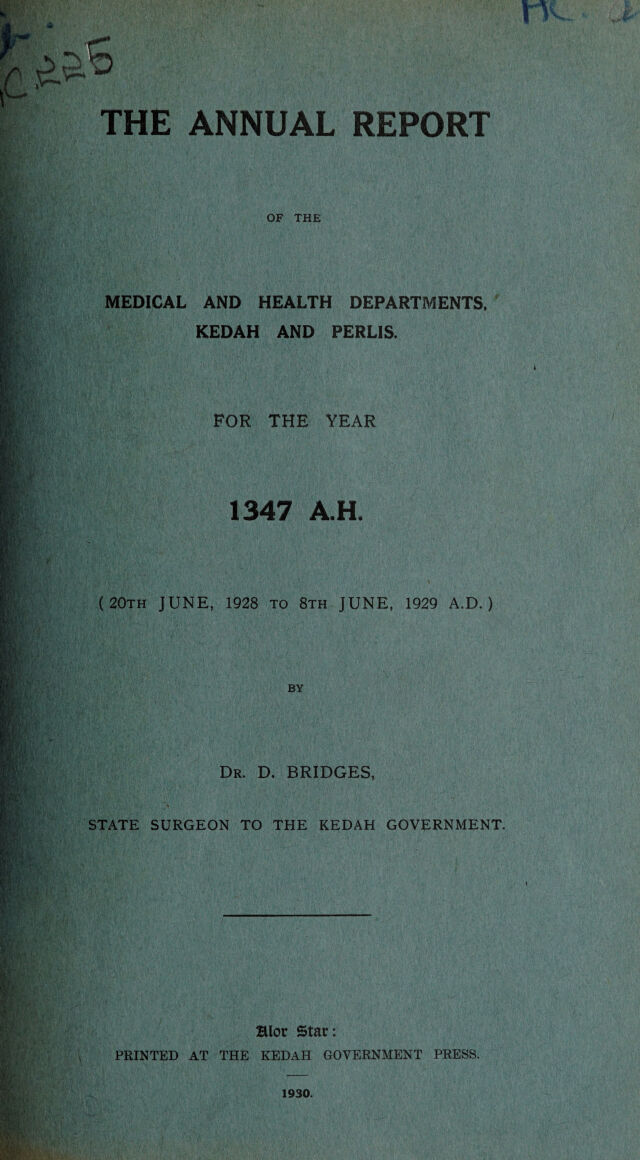 C.225
THE ANNUAL REPORT
OF THE
MEDICAL AND HEALTH DEPARTMENTS,
KEDAH AND PERLIS.
FOR THE YEAR
1347 A.H.
(20TH JUNE, 1928 TO 8TH JUNE, 1929 A.D.)
BY
DR. D. BRIDGES,
STATE SURGEON TO THE KEDAH GOVERNMENT.
Alor Star:
PRINTED AT THE KEDAH GOVERNMENT PRESS.
1930.